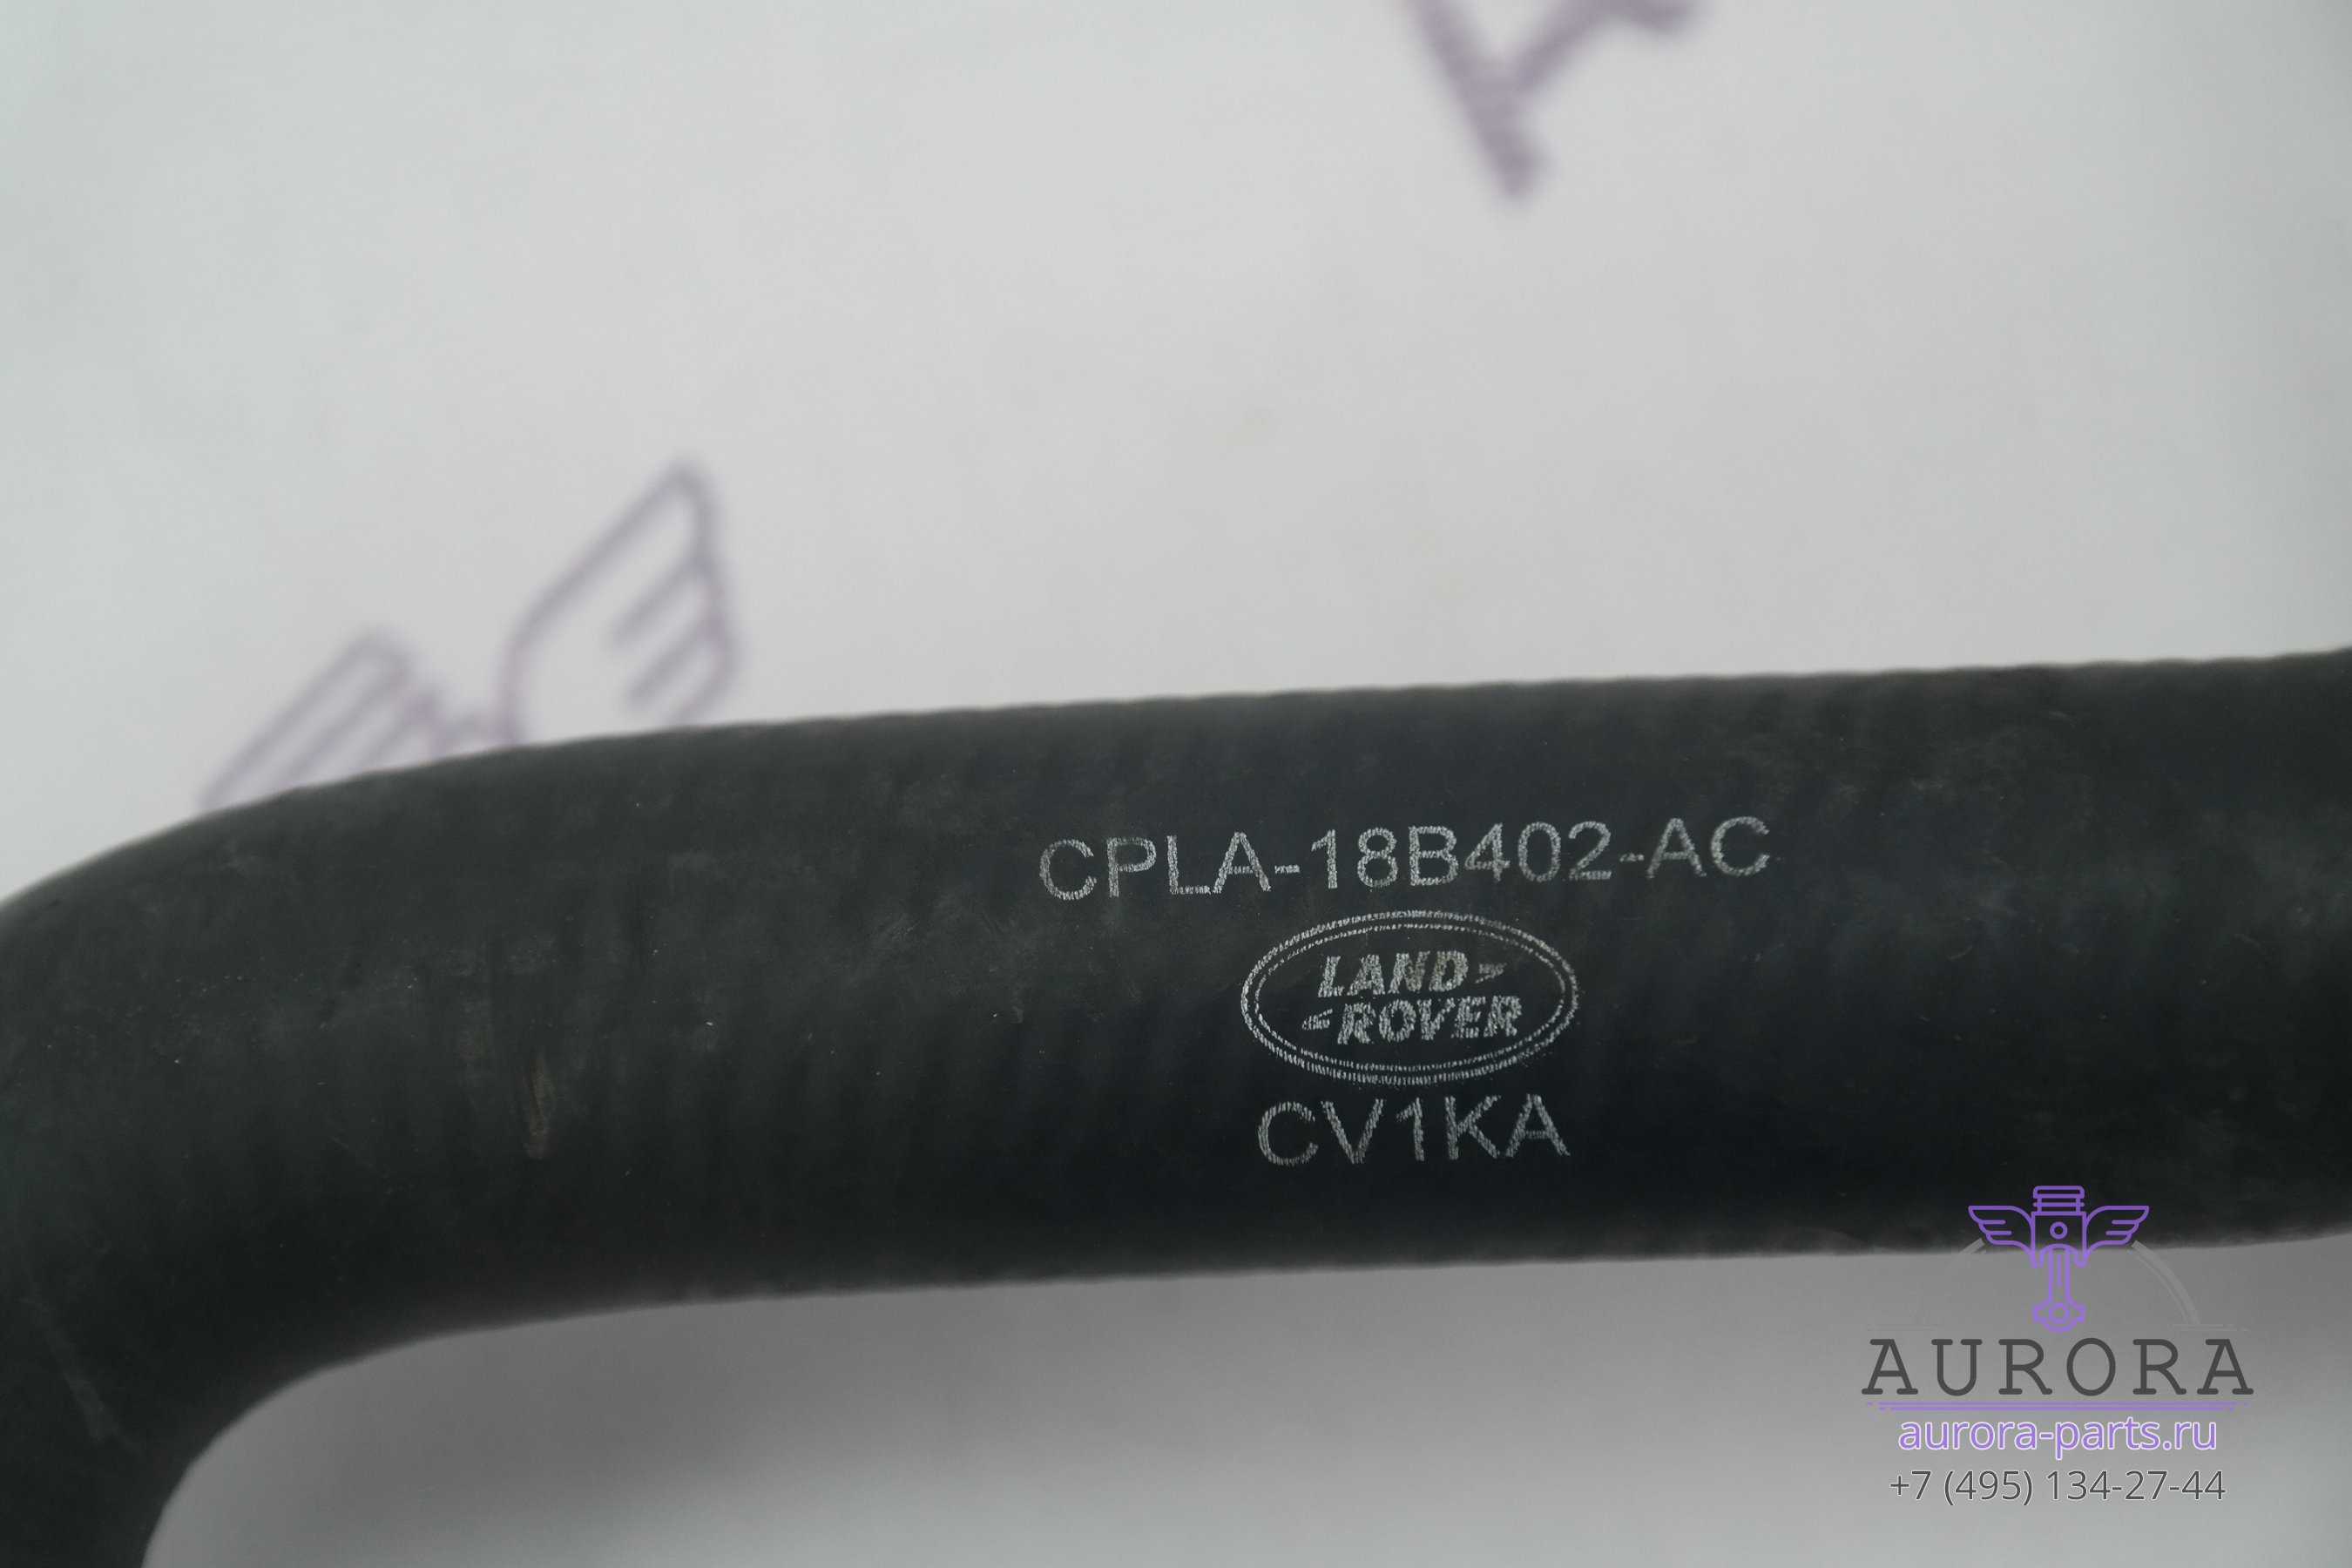 CPLA-18B402-AC
LAND
ROVER
CV1KA
AURORA
aurora-parts.ru
+7 (495) 134-27-44